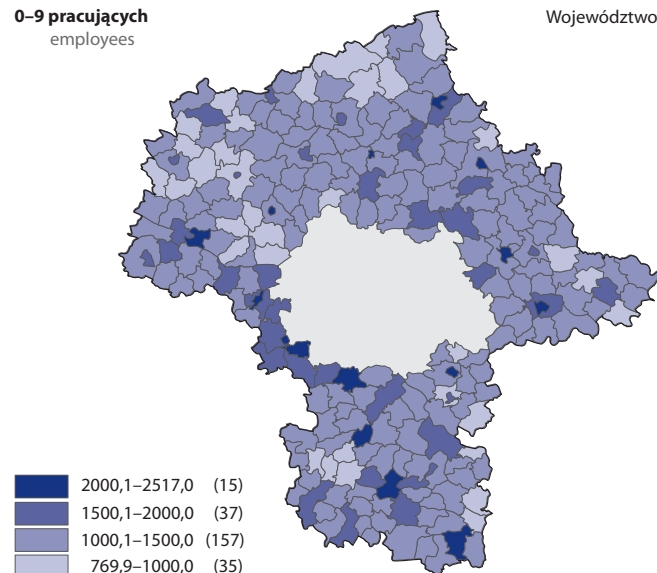 0–9 pracujących
employees
Województwo
2000,1–2517,0 (15)
1500,1–2000,0 (37)
1000,1–1500,0 (157)
769,9–1000,0 (35)